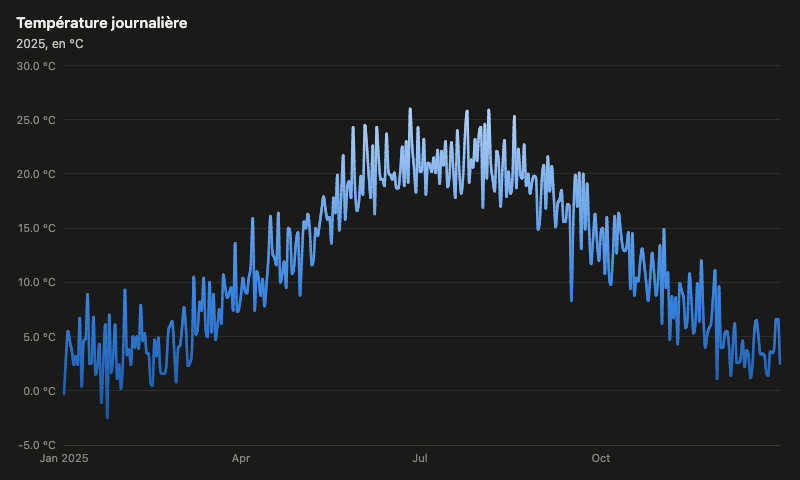 Température journalière
2025, en °C
30.0 °C
25.0 °C
20.0 °C
15.0 °C
10.0 °C
5.0 °C
0.0 °C
-5.0 °C
Jan 2025 Apr Jul Oct